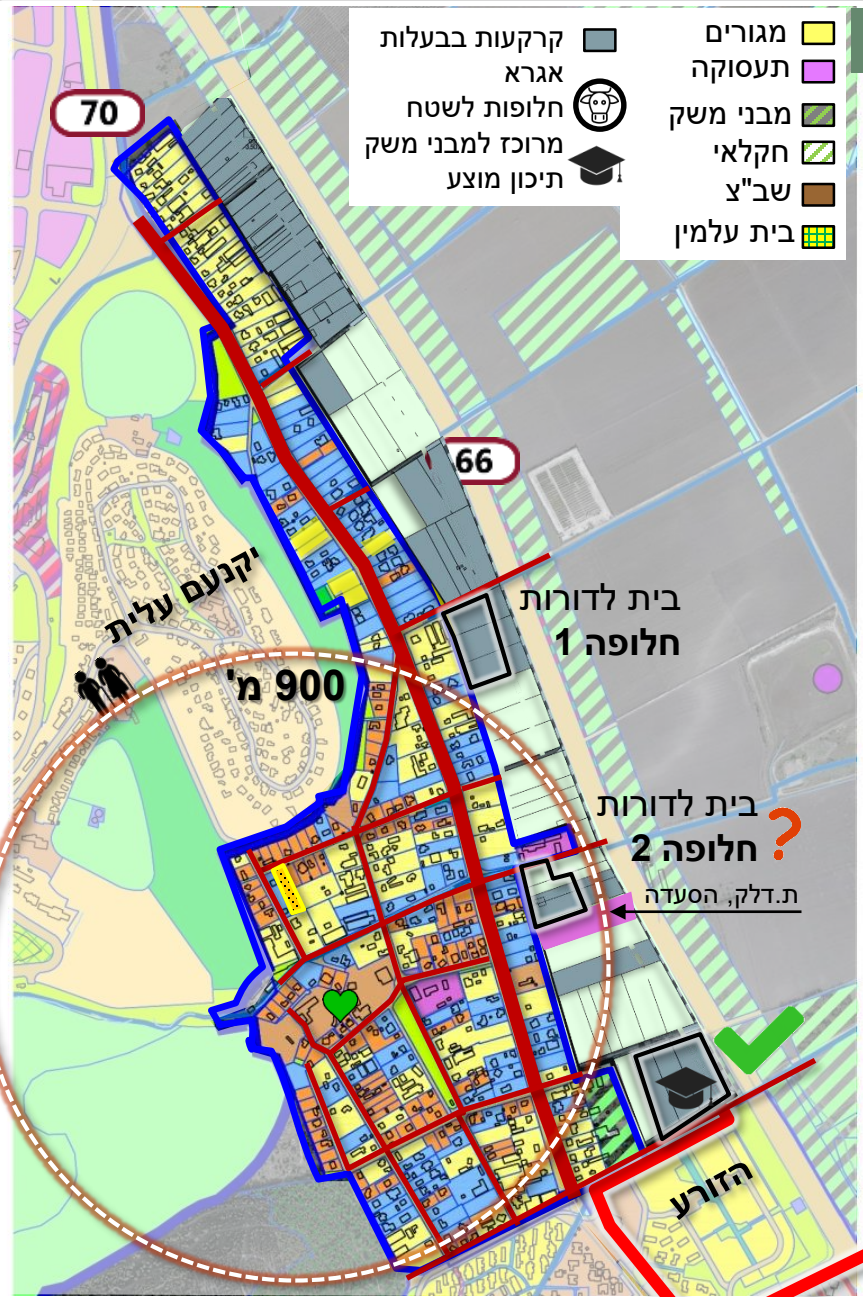 קרקעות בבעלות
אגרא
חלופות לשטח
מרוכז למבני משק
תיכון מוצע
מגורים
תעסוקה
מבני משק
חקלאי
שב"צ
בית עלמין
70
66
יקנעם עלית
900 מ'
בית לדורות
חלופה 1
בית לדורות
חלופה 2 ?
ת.דלק, הסעדה
הזורע